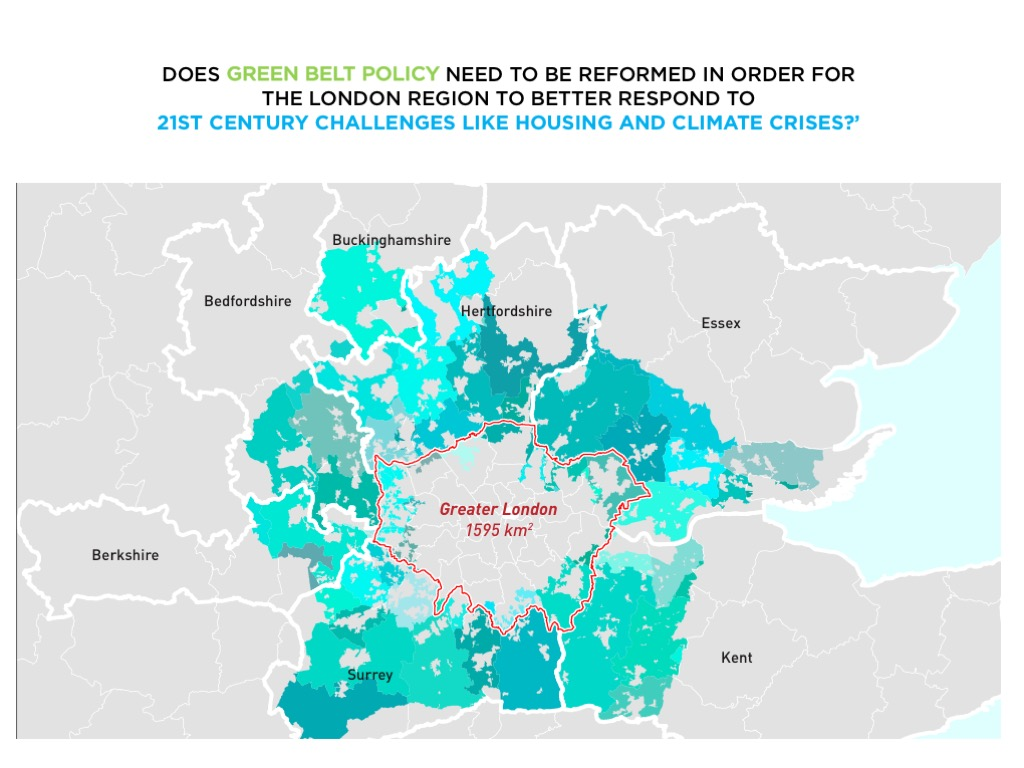 DOES GREEN BELT POLICY NEED TO BE REFORMED IN ORDER FOR
THE LONDON REGION TO BETTER RESPOND TO
21ST CENTURY CHALLENGES LIKE HOUSING AND CLIMATE CRISES?’
Buckinghamshire
Bedfordshire
Hertfordshire
Essex
Greater London
1595 km²
Berkshire
Kent
Surrey